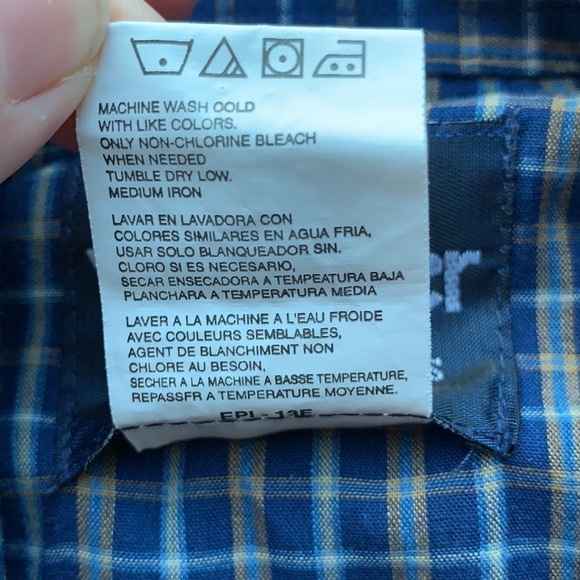 MACHINE WASH COLD
WITH LIKE COLORS.
ONLY NON-CHLORINE BLEACH
WHEN NEEDED
TUMBLE DRY LOW.
MEDIUM IRON
LAVAR EN LAVADORA CON
COLORES SIMILARES EN AGUA FRIA,
USAR SOLO BLANQUEADOR SIN.
CLORO SI ES NECESARIO,
SECAR ENSECADORA A TEMPEATURA BAJA
PLANCHARA A TEMPERATURA MEDIA
LAVER A LA MACHINE A L'EAU FROIDE
AVEC COULEURS SEMBLABLES,
AGENT DE BLANCHIMENT NON
CHLORE AU BESOIN,
SECHER A LA MACHINE A BASSE TEMPERATURE,
REPASSFR A TEMPERATURE MOYENNE.